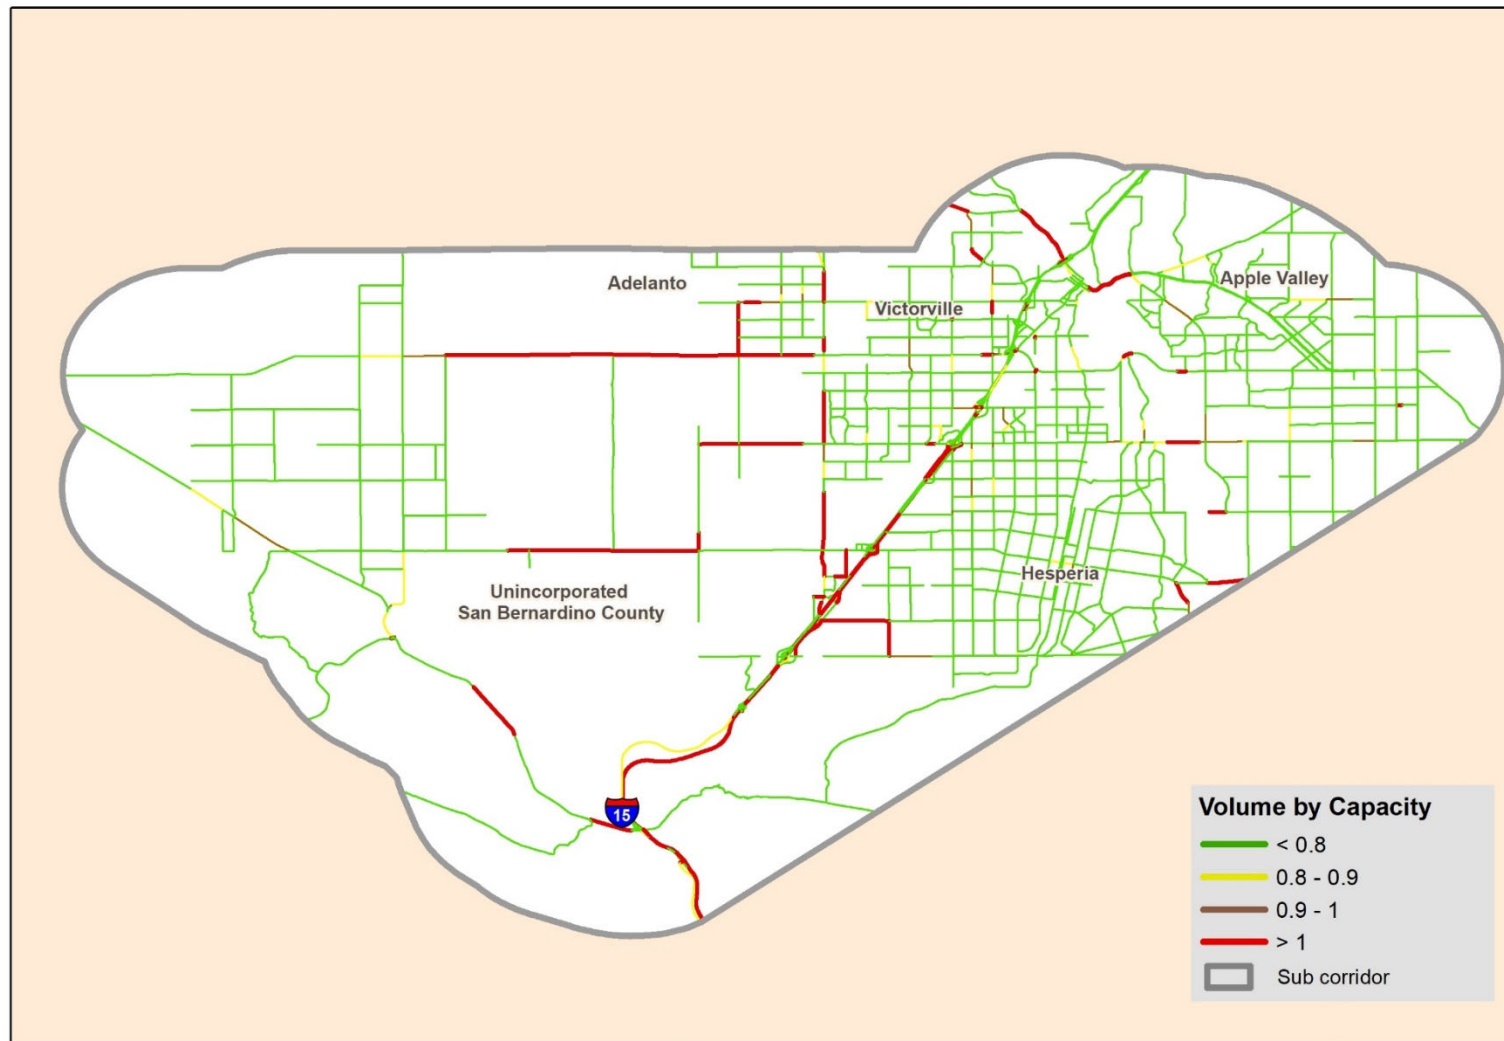 Adelanto
Apple Valley
Victorville
Hesperia
Unincorporated
San Bernardino County
15
Volume by Capacity
< 0.8
0.8 - 0.9
0.9 - 1
> 1
Sub corridor